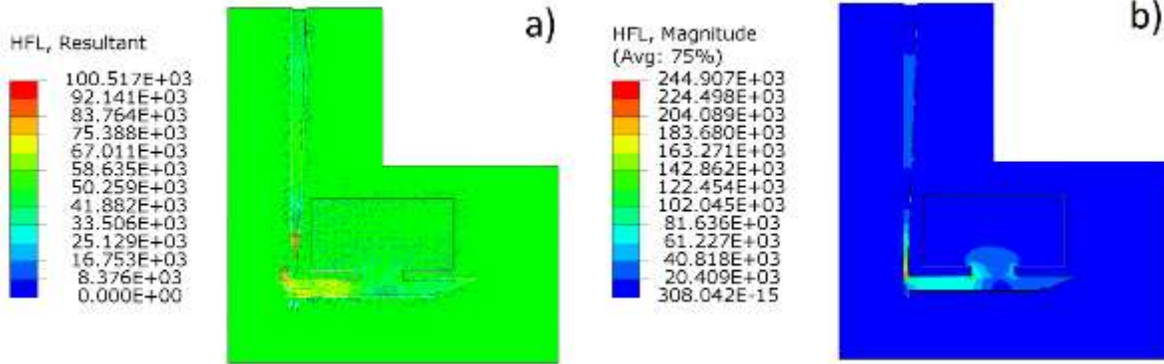 a)
HFL, Resultant
100.517E+03
92.141E+03
83.764E+03
75.388E+03
67.011E+03
58.635E+03
50.259E+03
41.882E+03
33.506E+03
25.129E+03
16.753E+03
8.376E+03
0.000E+00
b)
HFL, Magnitude
(Avg: 75%)
244.907E+03
224.498E+03
204.089E+03
183.680E+03
163.271E+03
142.862E+03
122.454E+03
102.045E+03
81.636E+03
61.227E+03
40.818E+03
20.409E+03
308.042E-15